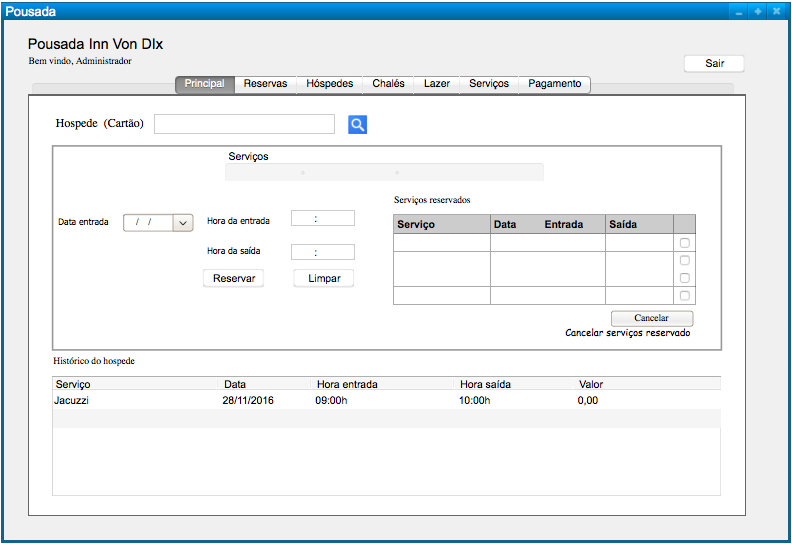 Pousada
Pousada Inn Von DIx
Bem vindo, Administrador
Sair
Principal Reservas Hóspedes Chalés Lazer Serviços Pagamento
Hospede (Cartão)
Serviços
Serviços reservados
Data entrada / / Hora da entrada :
Serviço Data Entrada Saída
Hora da saída :
Reservar Limpar
Cancelar
Cancelar serviços reservado
Histórico do hospede
Serviço Data Hora entrada Hora saída Valor
Jacuzzi 28/11/2016 09:00h 10:00h 0,00